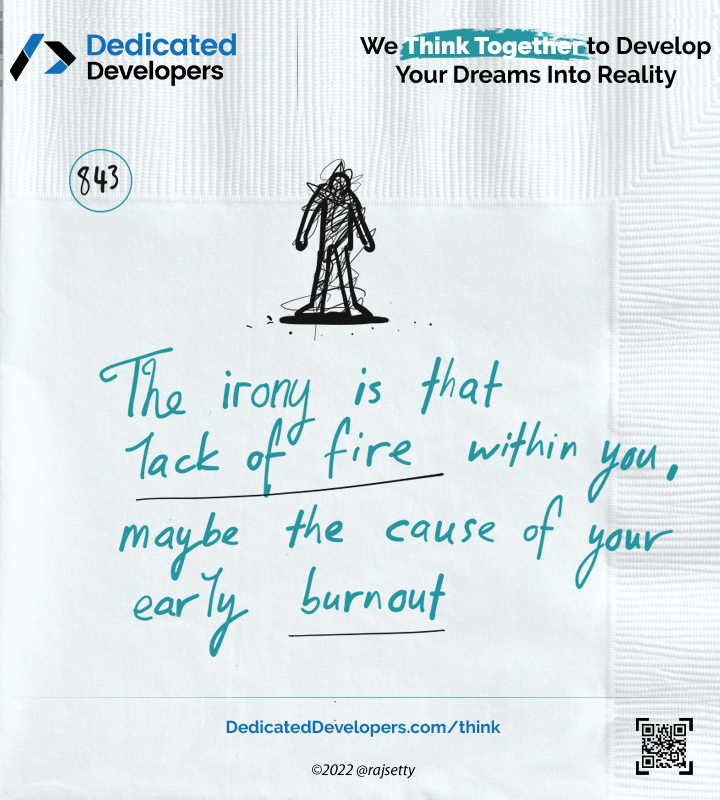 Dedicated
Developers
We Think Together to Develop
Your Dreams Into Reality
843
The irony is that
lack of fire within you,
maybe the cause of your
early burnout
DedicatedDevelopers.com/think
©2022 @rajsetty